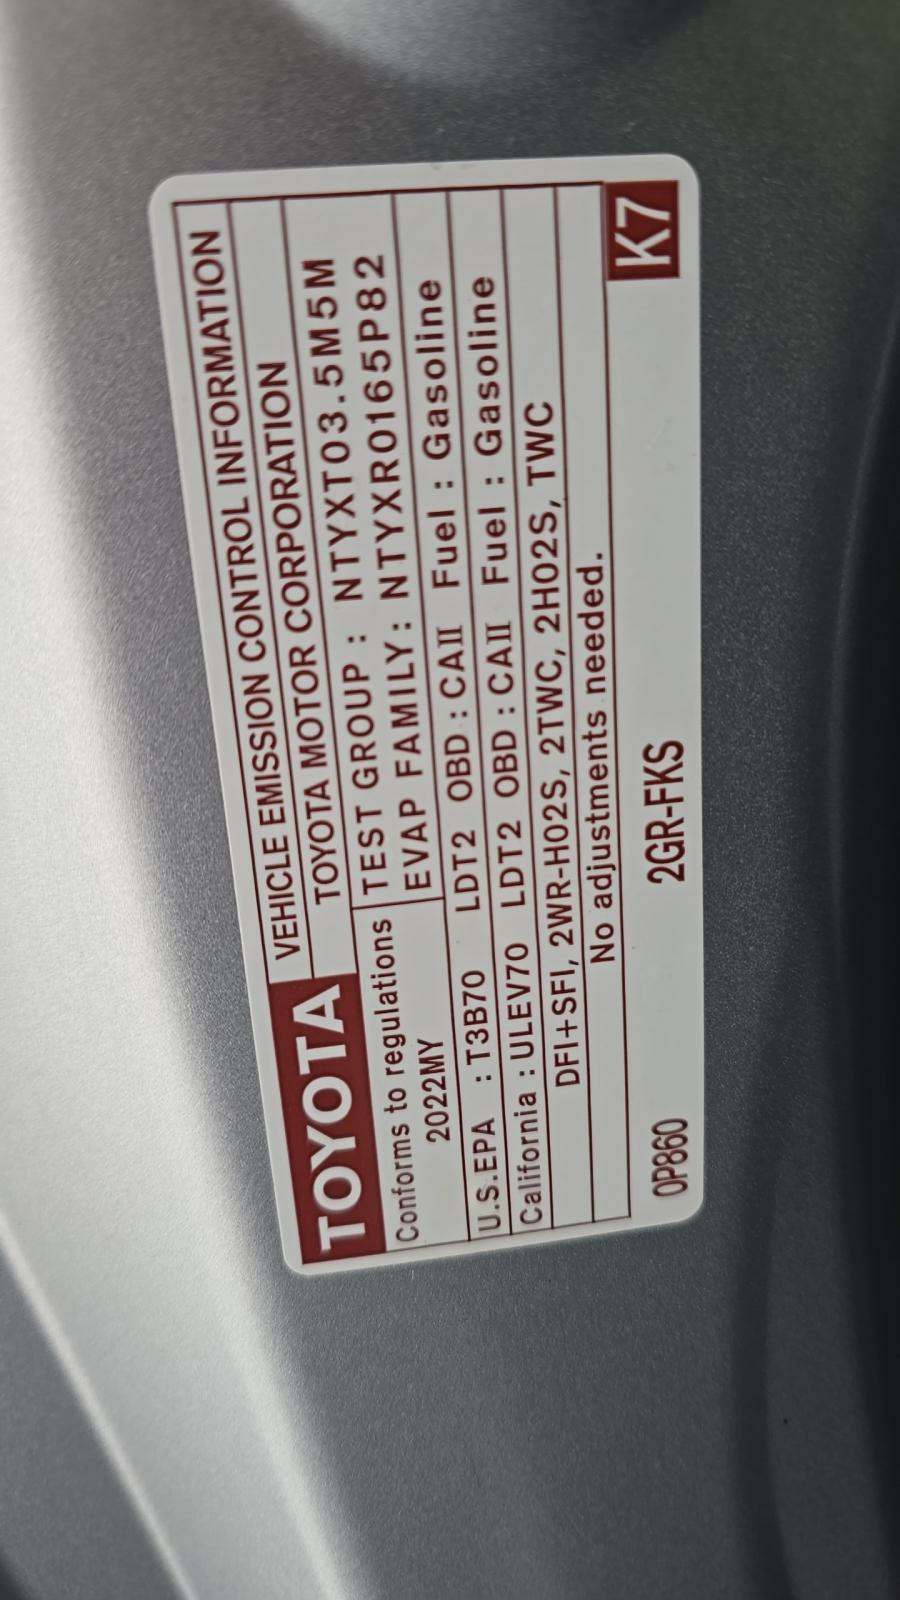 TOYOTA
VEHICLE EMISSION CONTROL INFORMATION
TOYOTA MOTOR CORPORATION
Conforms to regulations
2022MY
TEST GROUP : NTYXT03.5M5M
EVAP FAMILY: NTYXR0165P82
U.S.EPA : T3B70 LDT2 OBD : CAⅡ Fuel : Gasoline
California : ULEV70 LDT2 OBD : CAⅡ Fuel : Gasoline
DFI+SFI, 2WR-HO2S, 2TWC, 2HO2S, TWC
No adjustments needed.
0P860 2GR-FKS K7